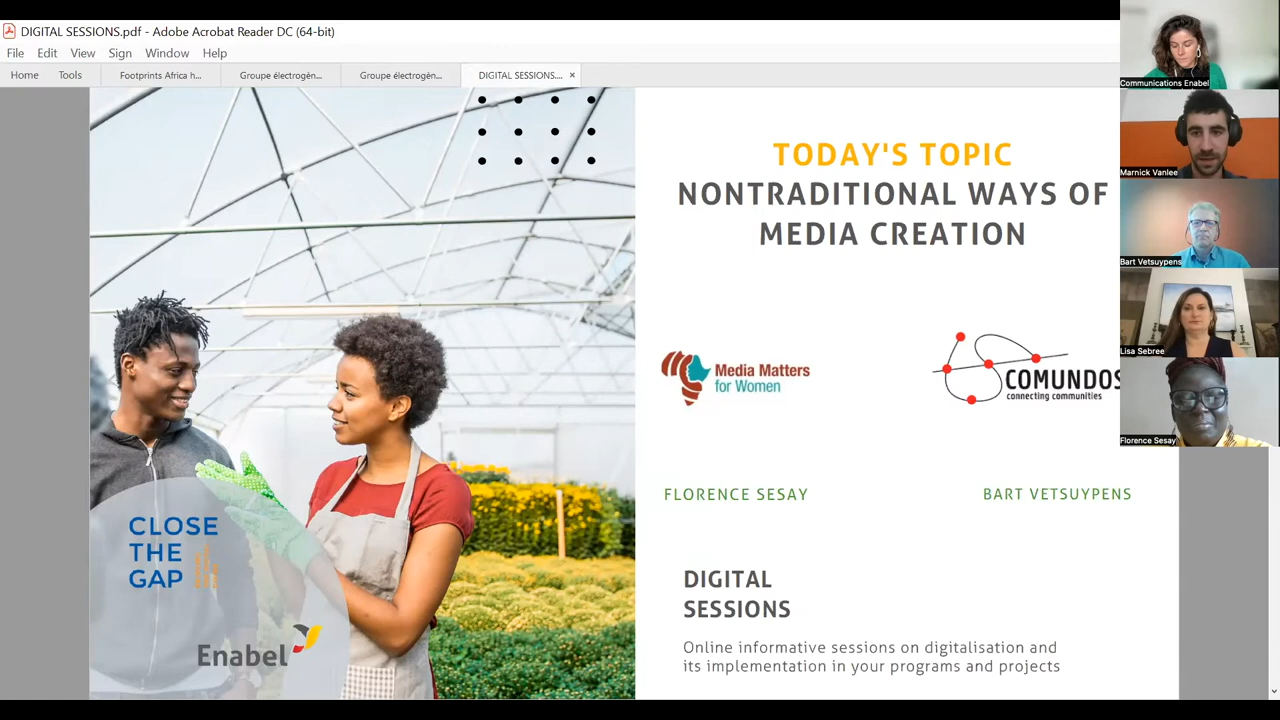 DIGITAL SESSIONS.pdf - Adobe Acrobat Reader DC (64-bit)
File Edit View Sign Window Help
Home Tools Footprints Africa h... Groupe électrogèn... Groupe électrogèn... DIGITAL SESSIONS.... ×
TODAY'S TOPIC
NONTRADITIONAL WAYS OF
MEDIA CREATION
Media Matters
for Women
COMUNDOS
connecting communities
FLORENCE SESAY
BART VETSUYPENS
CLOSE
THE
GAP
Enabel
DIGITAL
SESSIONS
Online informative sessions on digitalisation and
its implementation in your programs and projects
Communications Enabel
Marnick Vanlee
Bart Vetsuypens
Lisa Sebree
Florence Sesay